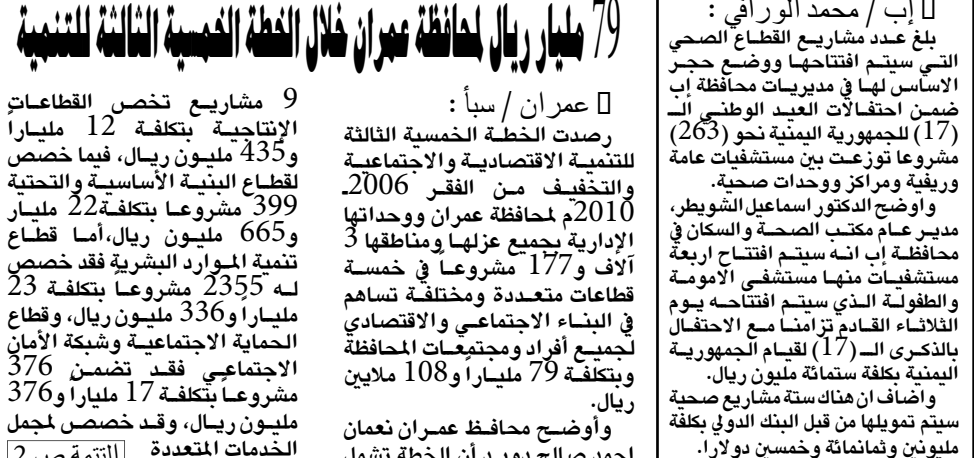 ▯ إب / محمد الورافي :
بلغ عدد مشاريع القطاع الصحي
التي سيتم افتتاحها ووضع حجر
الاساس لها في مديريات محافظة إب
ضمن احتفالات العيد الوطني الـ
(17) للجمهورية اليمنية نحو (263)
مشروعا توزعت بين مستشفيات عامة
وريفية ومراكز ووحدات صحية.
واوضح الدكتور اسماعيل الشويطر،
مدير عام مكتب الصحة والسكان في
محافظة إب انه سيتم افتتاح اربعة
مستشفيات منها مستشفى الامومة
والطفولة الذي سيتم افتتاحه يوم
الثلاثاء القادم تزامنا مع الاحتفال
بالذكرى الـ (17) لقيام الجمهورية
اليمنية بكلفة ستمائة مليون ريال.
واضاف ان هناك ستة مشاريع صحية
سيتم تمويلها من قبل البنك الدولي بكلفة
مليونين وثمانمائة وخمسين دولارا.
79 مليار ريال لمحافظة عمران خلال الخطة الخمسية الثالثة للتنمية
▯ عمران / سبأ :
رصدت الخطة الخمسية الثالثة
للتنمية الاقتصادية والاجتماعية
والتخفيف من الفقر 2006ـ
2010م لمحافظة عمران ووحداتها
الإدارية بجميع عزلها ومناطقها 3
آلاف و177 مشروعاً في خمسة
قطاعات متعددة ومختلفة تساهم
في البناء الاجتماعي والاقتصادي
لجميع أفراد ومجتمعات المحافظة
وبتكلفة 79 ملياراً و108 ملايين
ريال.
وأوضح محافظ عمران نعمان
احمد صالح دويد أن الخطة تشمل
9 مشاريع تخص القطاعات
الإنتاجية بتكلفة 12 ملياراً
و435 مليون ريال، فيما خصص
لقطاع البنية الأساسية والتحتية
399 مشروعا بتكلفة22 مليار
و665 مليون ريال،أما قطاع
تنمية الموارد البشرية فقد خصص
له 2355 مشروعا بتكلفة 23
ملياراً و336 مليون ريال، وقطاع
الحماية الاجتماعية وشبكة الأمان
الاجتماعي فقد تضمن 376
مشروعاً بتكلفة 17 ملياراً و376
مليون ريال، وقد خصص لمجمل
الخدمات المتعددة
التتمة ص 2